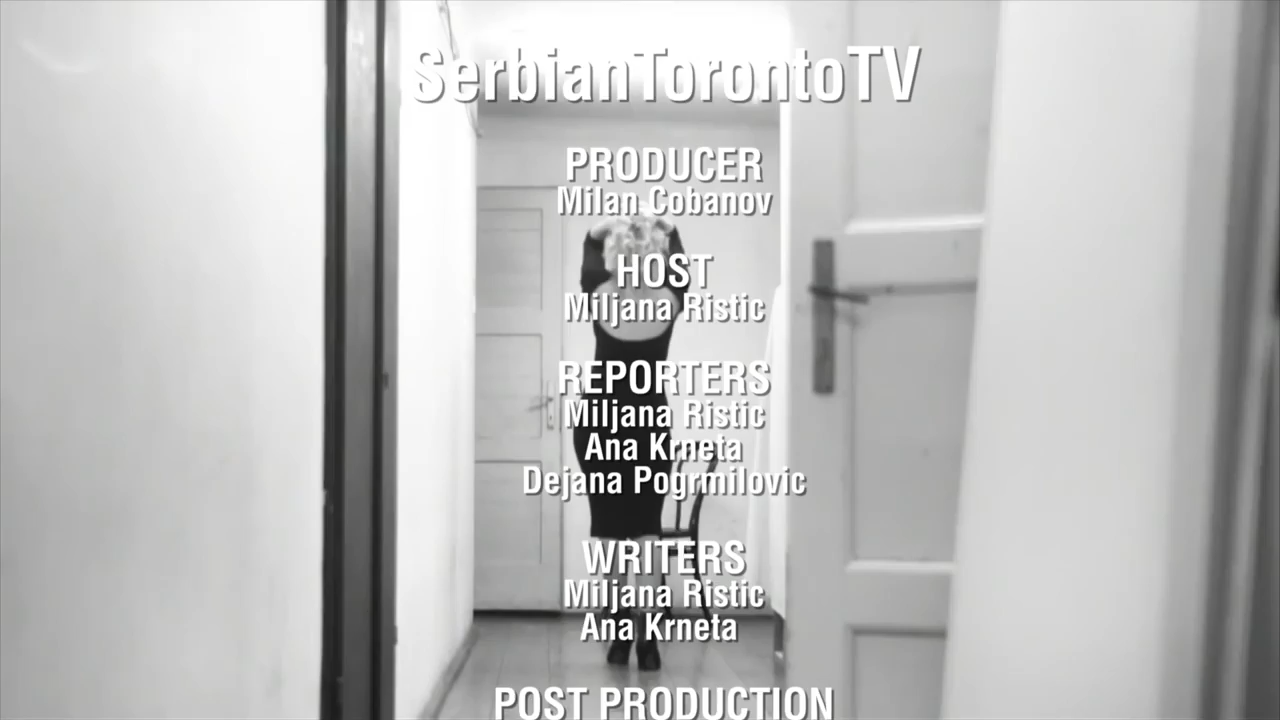 SerbianTorontoTV
PRODUCER
Milan Cobanov
HOST
Miljana Ristic
REPORTERS
Miljana Ristic
Ana Krneta
Dejana Pogrmilovic
WRITERS
Miljana Ristic
Ana Krneta
POST PRODUCTION